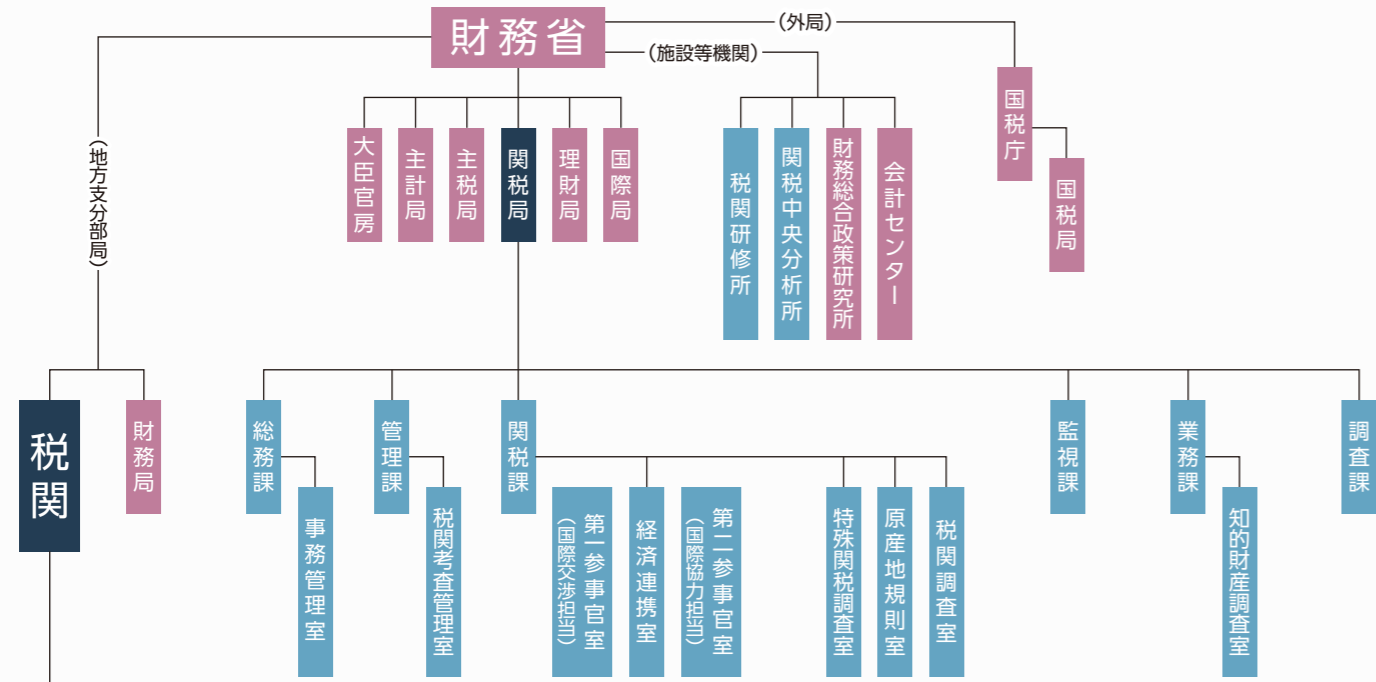 財務省
（外局）
（施設等機関）
（地方支分部局）
大臣官房
主計局
主税局
関税局
理財局
国際局
税関研修所
関税中央分析所
財務総合政策研究所
会計センター
国税庁
国税局
税関
財務局
総務課
管理課
関税課
監視課
業務課
調査課
事務管理室
税関考査管理室
第一参事官室
（国際交渉担当）
経済連携室
第二参事官室
（国際協力担当）
特殊関税調査室
原産地規則室
税関調査室
知的財産調査室